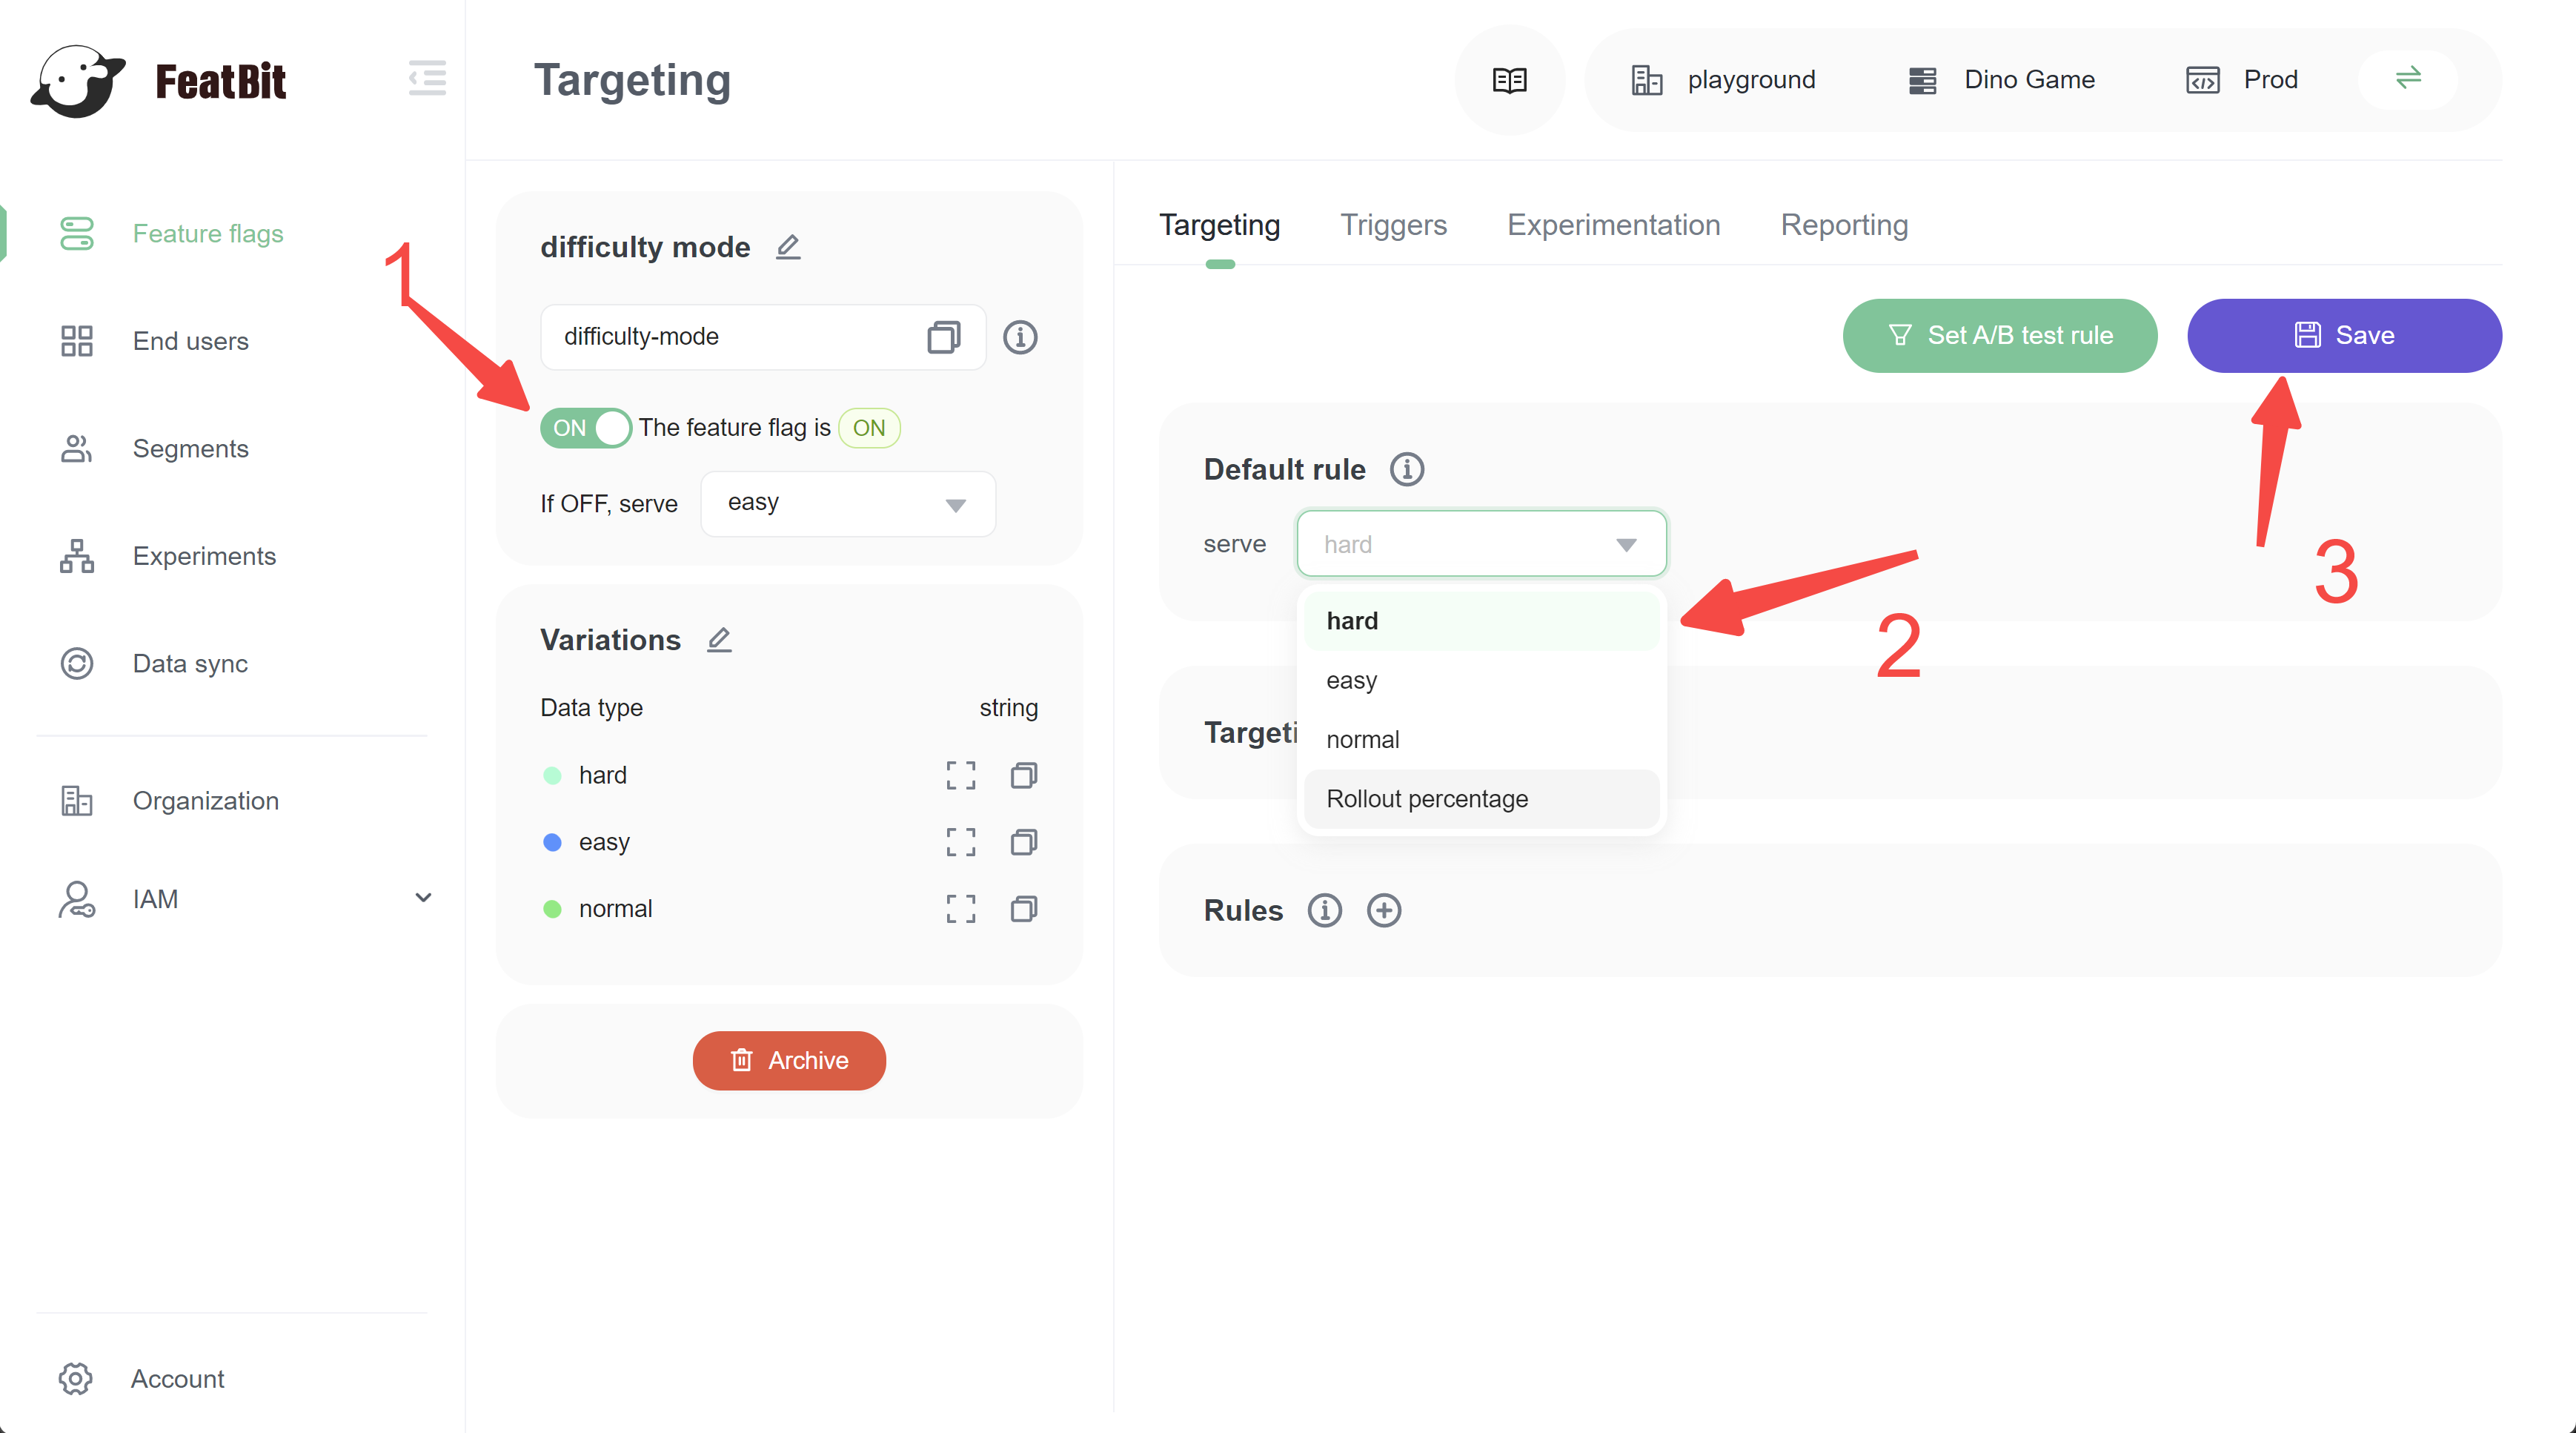 FeatBit
Targeting
playground
Dino Game
Prod
Feature flags
End users
Segments
Experiments
Data sync
Organization
IAM
Account
1
difficulty mode
difficulty-mode
ON The feature flag is ON
If OFF, serve easy
Variations
Data type string
hard
easy
normal
Archive
Targeting Triggers Experimentation Reporting
Set A/B test rule
Save
3
Default rule
serve hard
hard
easy
normal
Rollout percentage
2
Targeti
Rules